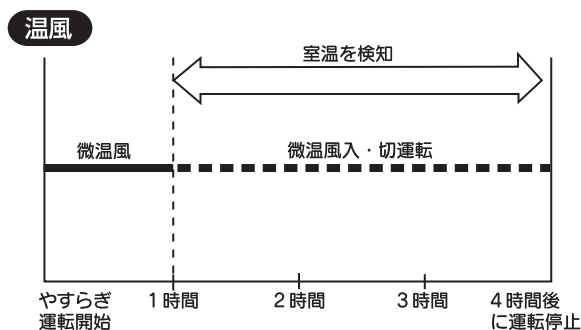 温風
室温を検知
微温風
微温風入・切運転
やすらぎ
運転開始
1時間
2時間
3時間
4時間後
に運転停止